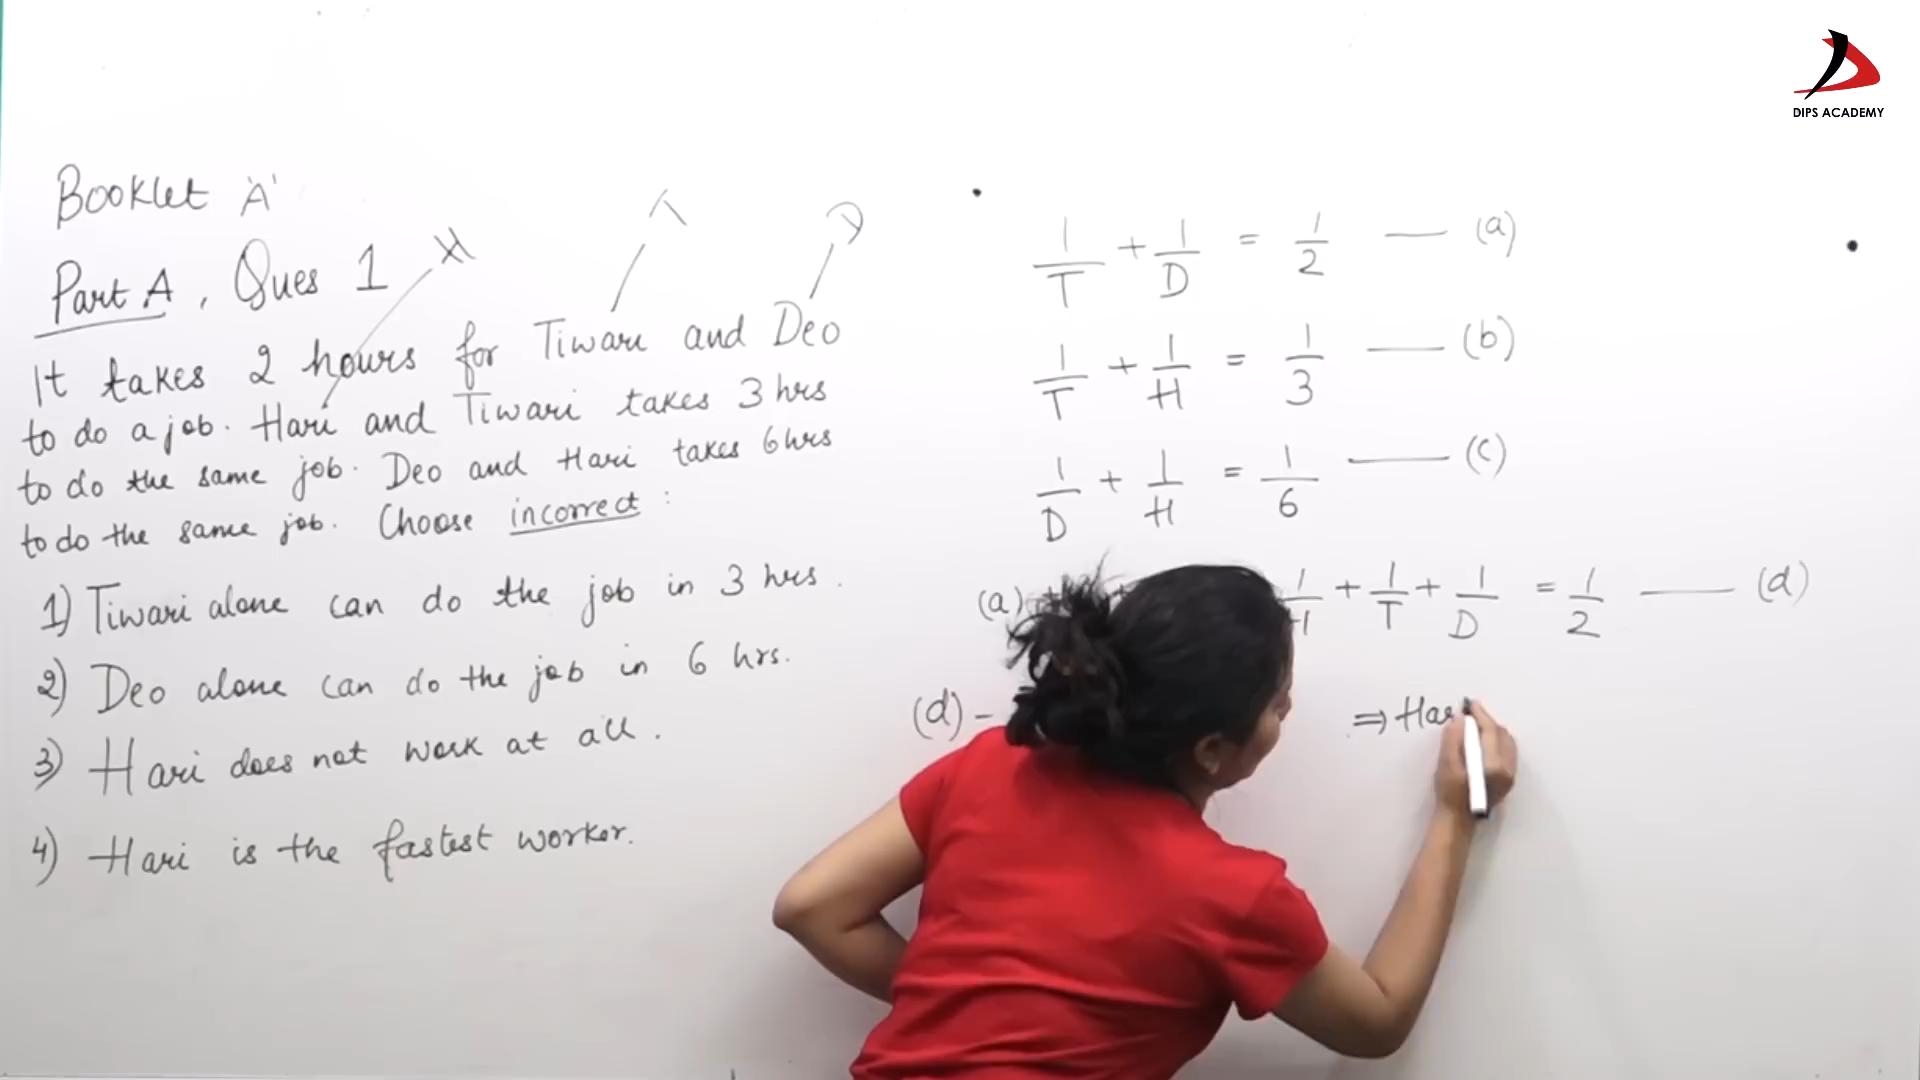 DIPS ACADEMY
Booklet 'A'
Part A, Ques 1
H
T
D
It takes 2 hours for Tiwari and Deo
to do a job. Hari and Tiwari takes 3 hrs
to do the same job. Deo and Hari takes 6 hrs
to do the same job. Choose incorrect :
1) Tiwari alone can do the job in 3 hrs.
2) Deo alone can do the job in 6 hrs.
3) Hari does not work at all.
4) Hari is the fastest worker.
1/T + 1/D = 1/2 — (a)
1/T + 1/H = 1/3 — (b)
1/D + 1/H = 1/6 — (c)
(a) + 1/H + 1/T + 1/D = 1/2 — (d)
(d) - ⇒ Har